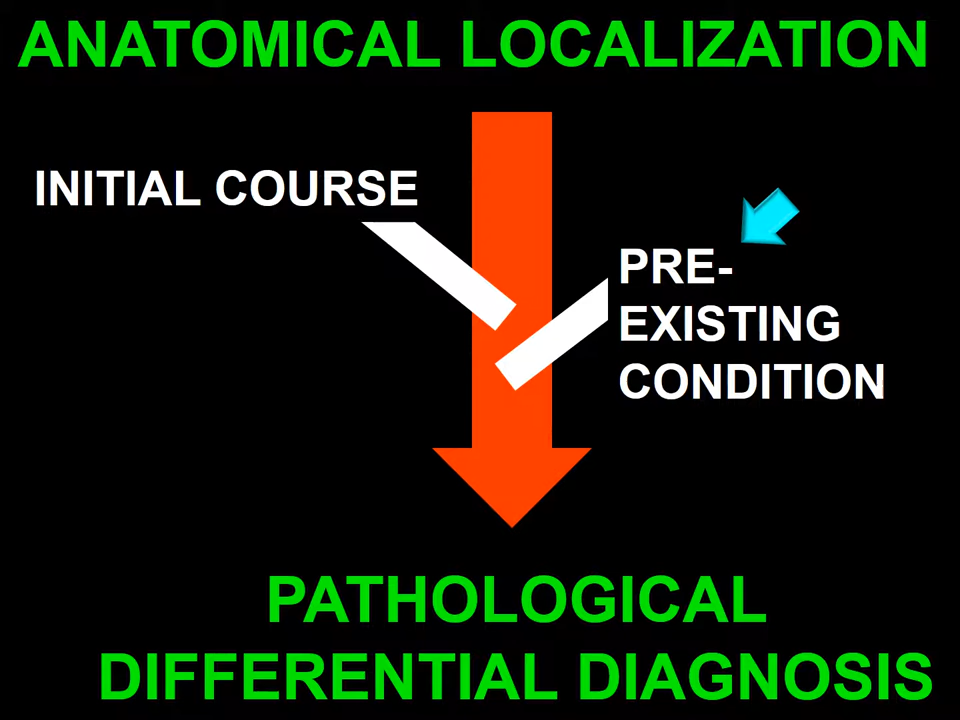 ANATOMICAL LOCALIZATION
INITIAL COURSE
PRE-
EXISTING
CONDITION
PATHOLOGICAL
DIFFERENTIAL DIAGNOSIS